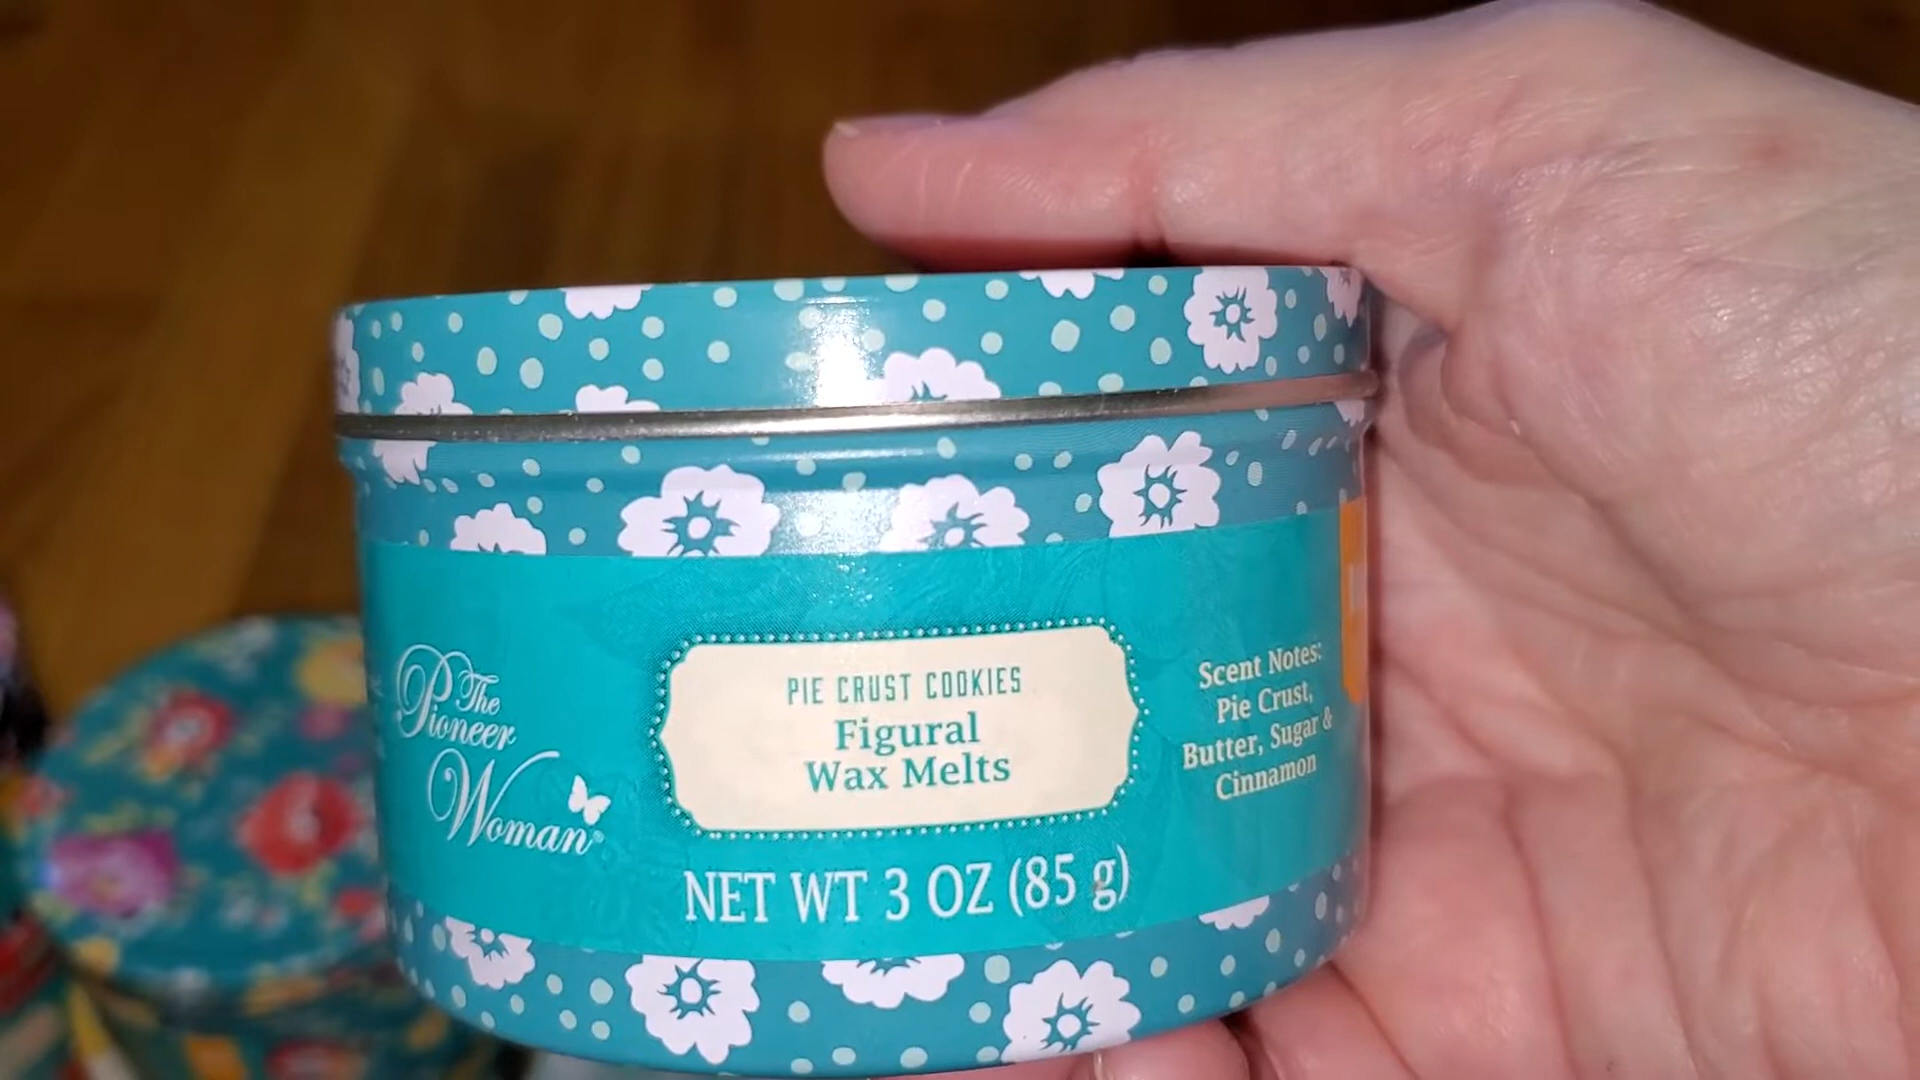 The
Pioneer
Woman®
PIE CRUST COOKIES
Figural
Wax Melts
NET WT 3 OZ (85 g)
Scent Notes:
Pie Crust,
Butter, Sugar &
Cinnamon